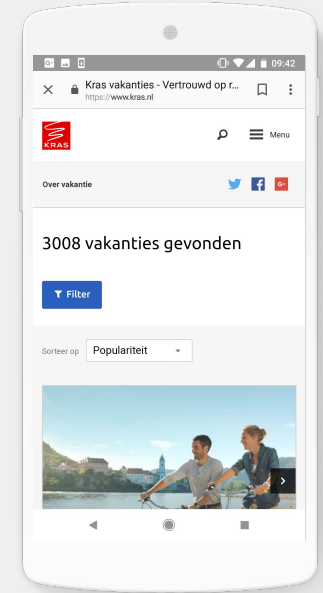 09:42
Kras vakanties - Vertrouwd op r...
https://www.kras.nl
KRAS
Menu
Over vakantie
3008 vakanties gevonden
Filter
Sorteer op
Populariteit